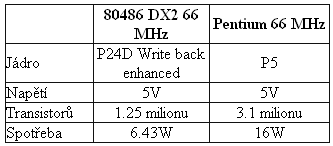 80486 DX2 66
MHz
Pentium 66 MHz
Jádro
P24D Write back
enhanced
P5
Napětí
5V
5V
Transistorů
1.25 milionu
3.1 milionu
Spotřeba
6.43W
16W